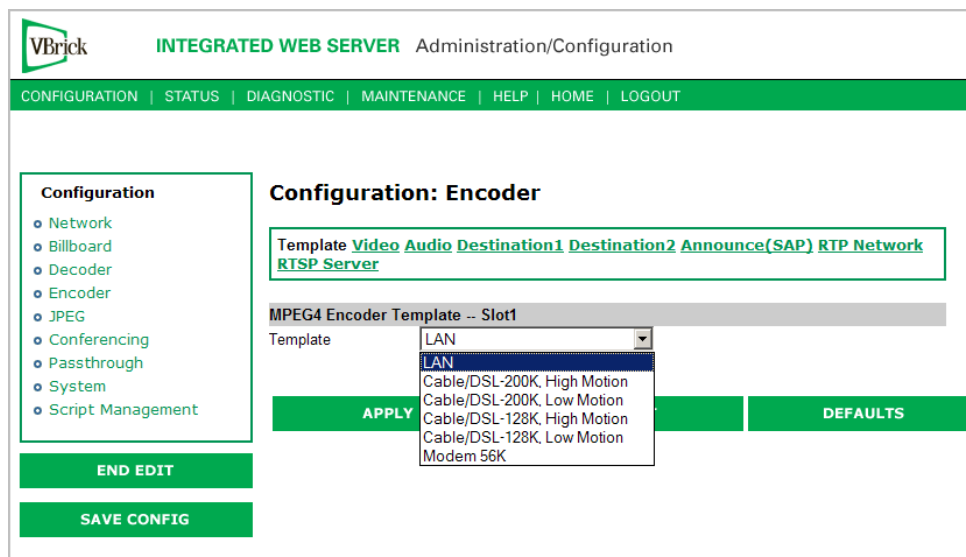 VBrick
INTEGRATED WEB SERVER Administration/Configuration
CONFIGURATION | STATUS | DIAGNOSTIC | MAINTENANCE | HELP | HOME | LOGOUT
Configuration
Network
Billboard
Decoder
Encoder
JPEG
Conferencing
Passthrough
System
Script Management
END EDIT
SAVE CONFIG
Configuration: Encoder
Template Video Audio Destination1 Destination2 Announce(SAP) RTP Network
RTSP Server
MPEG4 Encoder Template -- Slot1
Template LAN
LAN
Cable/DSL-200K, High Motion
Cable/DSL-200K, Low Motion
Cable/DSL-128K, High Motion
Cable/DSL-128K, Low Motion
Modem 56K
APPLY DEFAULTS